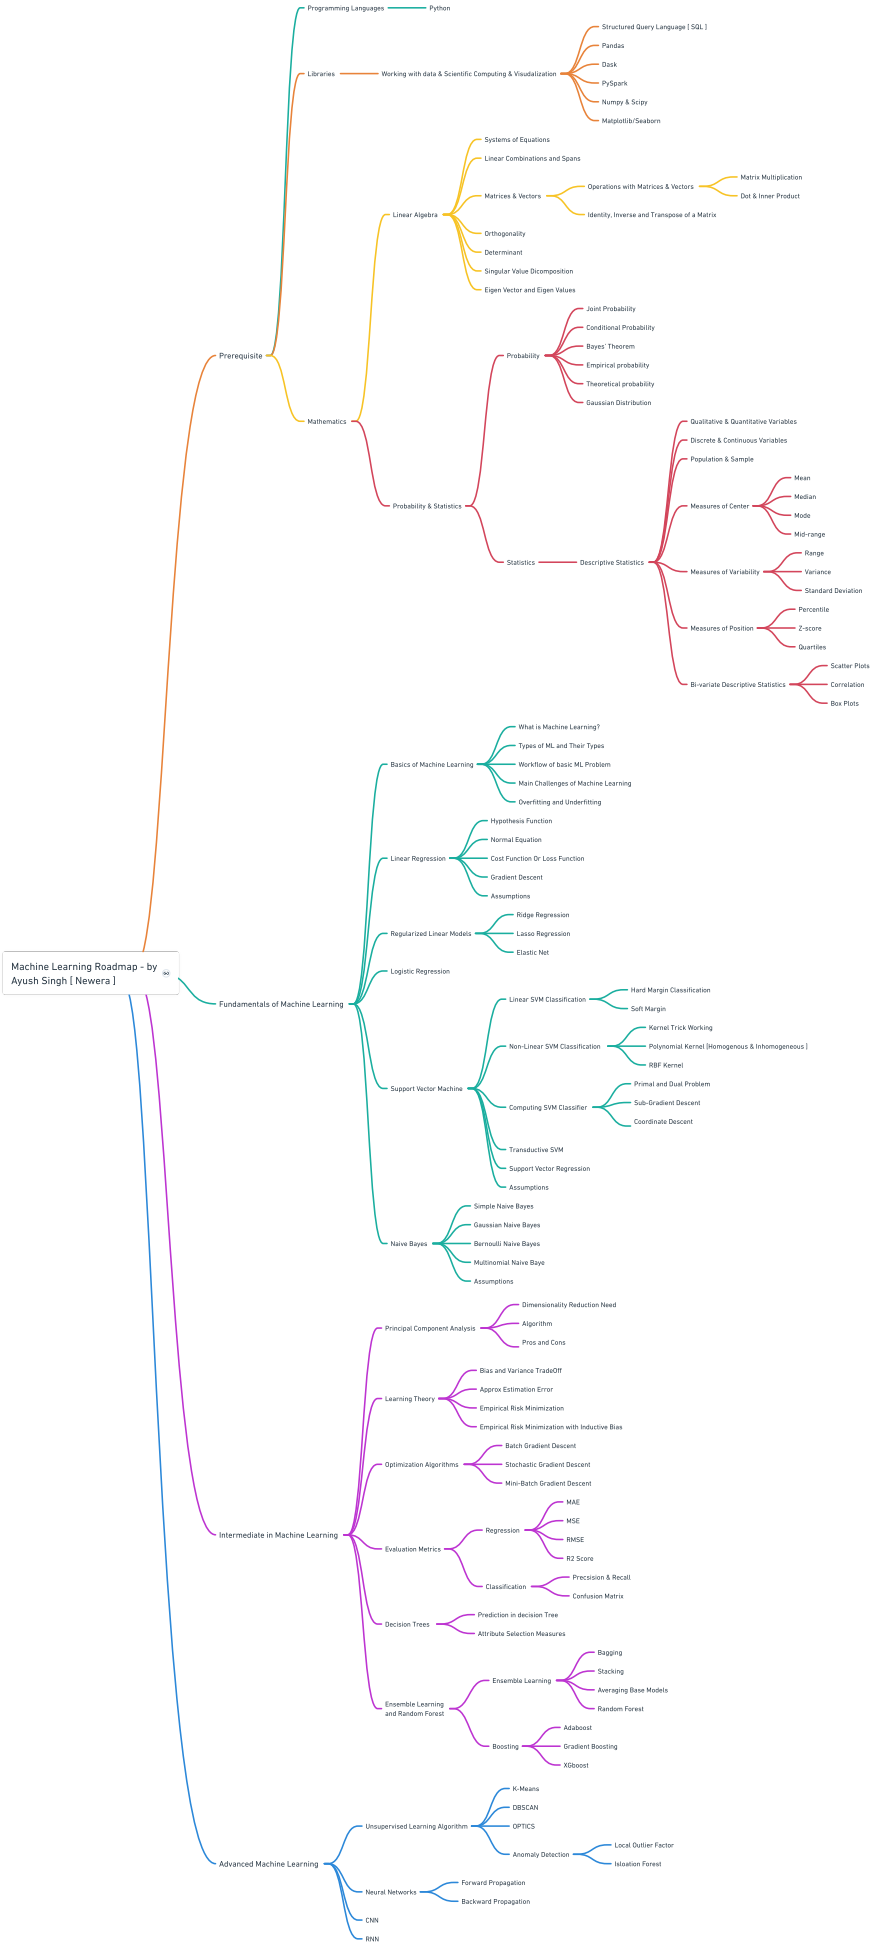 Programming Languages
Python
Libraries
Working with data & Scientific Computing & Visudalization
Structured Query Language [ SQL ]
Pandas
Dask
PySpark
Numpy & Scipy
Matplotlib/Seaborn
Prerequisite
Mathematics
Linear Algebra
Systems of Equations
Linear Combinations and Spans
Matrices & Vectors
Operations with Matrices & Vectors
Matrix Multiplication
Dot & Inner Product
Identity, Inverse and Transpose of a Matrix
Orthogonality
Determinant
Singular Value Dicomposition
Eigen Vector and Eigen Values
Probability & Statistics
Probability
Joint Probability
Conditional Probability
Bayes' Theorem
Empirical probability
Theoretical probability
Gaussian Distribution
Statistics
Descriptive Statistics
Qualitative & Quantitative Variables
Discrete & Continuous Variables
Population & Sample
Measures of Center
Mean
Median
Mode
Mid-range
Measures of Variability
Range
Variance
Standard Deviation
Measures of Position
Percentile
Z-score
Quartiles
Bi-variate Descriptive Statistics
Scatter Plots
Correlation
Box Plots
Machine Learning Roadmap - by
Ayush Singh [ Newera ]
Fundamentals of Machine Learning
Basics of Machine Learning
What is Machine Learning?
Types of ML and Their Types
Workflow of basic ML Problem
Main Challenges of Machine Learning
Overfitting and Underfitting
Linear Regression
Hypothesis Function
Normal Equation
Cost Function Or Loss Function
Gradient Descent
Assumptions
Regularized Linear Models
Ridge Regression
Lasso Regression
Elastic Net
Logistic Regression
Support Vector Machine
Linear SVM Classification
Hard Margin Classification
Soft Margin
Non-Linear SVM Classification
Kernel Trick Working
Polynomial Kernel [Homogenous & Inhomogeneous ]
RBF Kernel
Computing SVM Classifier
Primal and Dual Problem
Sub-Gradient Descent
Coordinate Descent
Transductive SVM
Support Vector Regression
Assumptions
Naive Bayes
Simple Naive Bayes
Gaussian Naive Bayes
Bernoulli Naive Bayes
Multinomial Naive Baye
Assumptions
Intermediate in Machine Learning
Principal Component Analysis
Dimensionality Reduction Need
Algorithm
Pros and Cons
Learning Theory
Bias and Variance TradeOff
Approx Estimation Error
Empirical Risk Minimization
Empirical Risk Minimization with Inductive Bias
Optimization Algorithms
Batch Gradient Descent
Stochastic Gradient Descent
Mini-Batch Gradient Descent
Evaluation Metrics
Regression
MAE
MSE
RMSE
R2 Score
Classification
Precsision & Recall
Confusion Matrix
Decision Trees
Prediction in decision Tree
Attribute Selection Measures
Ensemble Learning
and Random Forest
Ensemble Learning
Bagging
Stacking
Averaging Base Models
Random Forest
Boosting
Adaboost
Gradient Boosting
XGboost
Advanced Machine Learning
Unsupervised Learning Algorithm
K-Means
DBSCAN
OPTICS
Anomaly Detection
Local Outlier Factor
Isloation Forest
Neural Networks
Forward Propagation
Backward Propagation
CNN
RNN